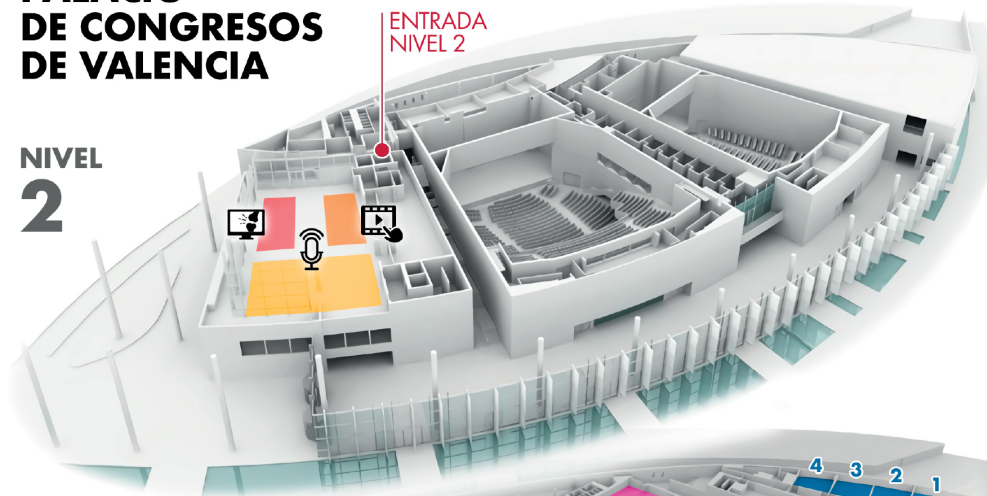 DE CONGRESOS
DE VALENCIA
ENTRADA
NIVEL 2
NIVEL
2
4 3 2 1